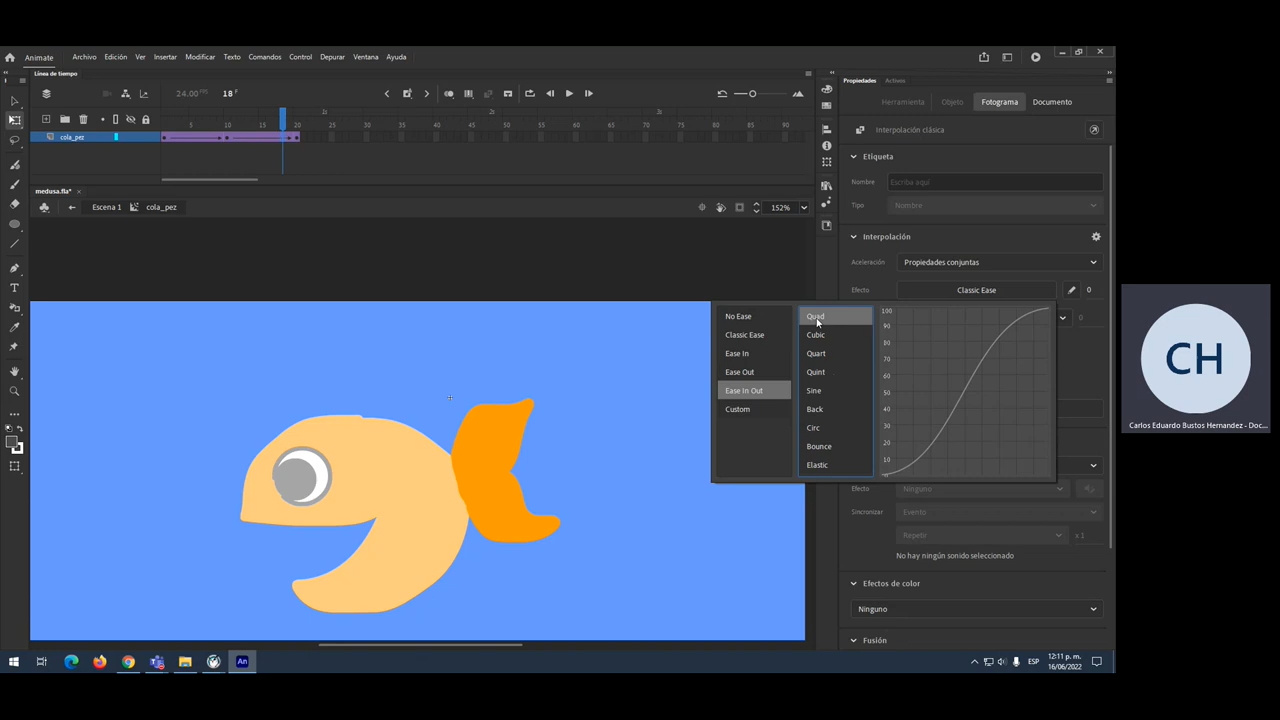 Animate Archivo Edición Ver Insertar Modificar Texto Comandos Control Depurar Ventana Ayuda
Línea de tiempo
24.00 FPS 18 F
1s 2s 3s
5 10 15 20 25 30 35 40 45 50 55 60 65 70 75 80 85 90
cola_pez
medusa.fla*
Escena 1 cola_pez 152%
Propiedades Actions
Herramienta Objeto Fotograma Documento
Interpolación clásica
Etiqueta
Nombre Escriba aquí
Tipo Nombre
Interpolación
Aceleración Propiedades conjuntas
Efecto Classic Ease 0
No Ease
Classic Ease
Ease In
Ease Out
Ease In Out
Custom
Quad
Cubic
Quart
Quint
Sine
Back
Circ
Bounce
Elastic
100
90
80
70
60
50
40
30
20
10
0
Efecto Ninguno
Sincronizar Evento
Repetir x 1
No hay ningún sonido seleccionado
Efectos de color
Ninguno
Fusión
CH
Carlos Eduardo Bustos Hernandez - Doc...
An
ESP
12:11 p. m.
16/06/2022